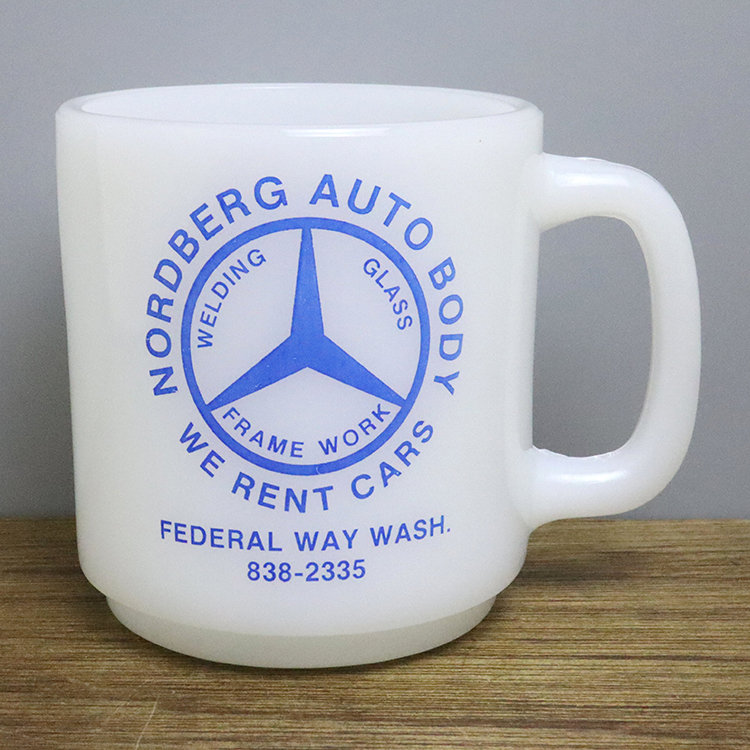 NORDBERG AUTO BODY
WELDING
GLASS
FRAME WORK
WE RENT CARS
FEDERAL WAY WASH.
838-2335